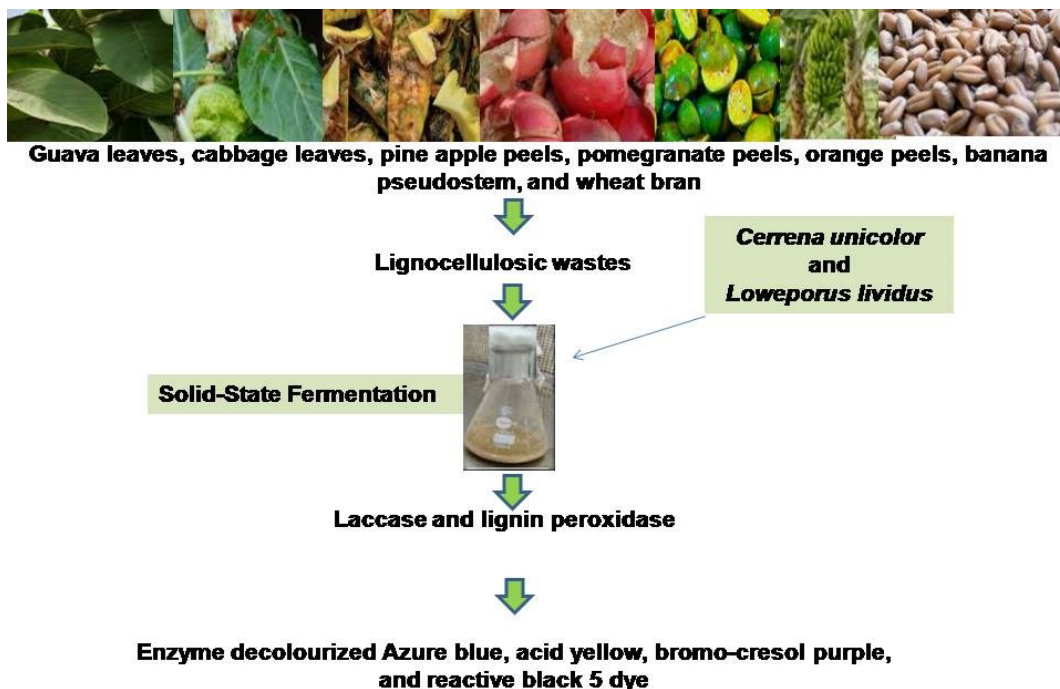 Guava leaves, cabbage leaves, pine apple peels, pomegranate peels, orange peels, banana
pseudostem, and wheat bran
Lignocellulosic wastes
Cerrena unicolor
and
Loweporus lividus
Solid-State Fermentation
Laccase and lignin peroxidase
Enzyme decolourized Azure blue, acid yellow, bromo-cresol purple,
and reactive black 5 dye